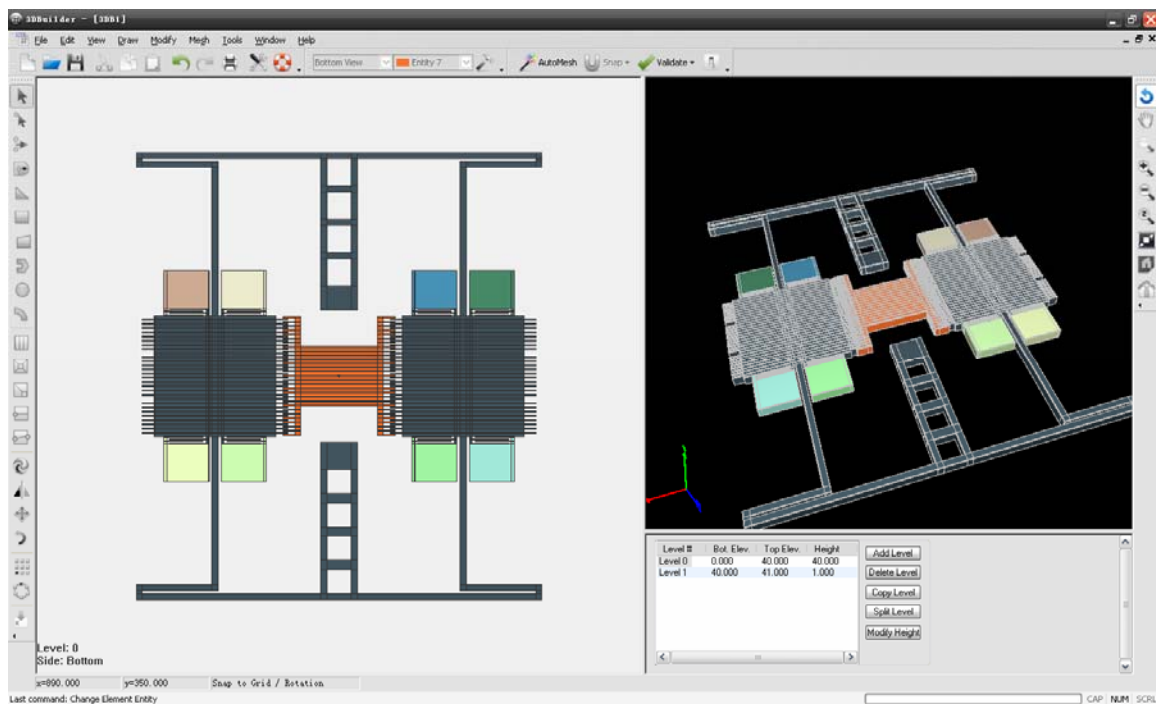 3DBuilder - [3DB1]
File Edit View Draw Modify Mesh Tools Window Help
Bottom View Entity 7 AutoMesh Snap Validate
Level # Bot. Elev. Top Elev. Height
Level 0 0.000 40.000 40.000
Level 1 40.000 41.000 1.000
Add Level
Delete Level
Copy Level
Split Level
Modify Height
Level: 0
Side: Bottom
x=890.000 y=350.000 Snap to Grid / Rotation
Last command: Change Element Entity CAP NUM SCRL